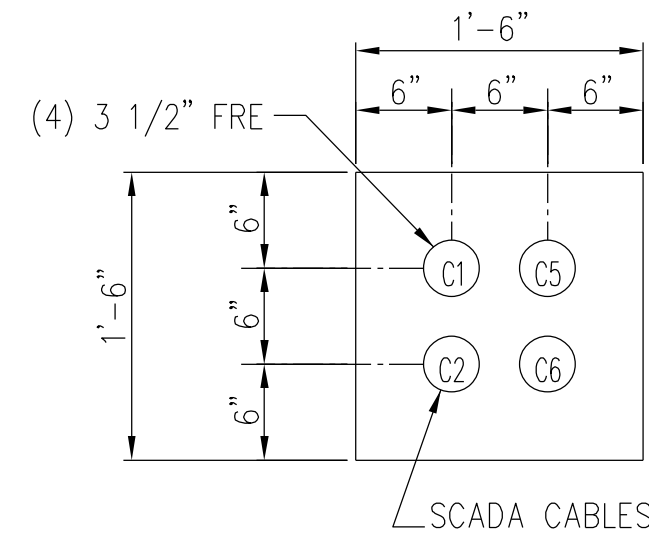 1'-6"
6" 6" 6"
(4) 3 1/2" FRE
6"
1'-6"
6"
6"
C1 C5
C2 C6
SCADA CABLES